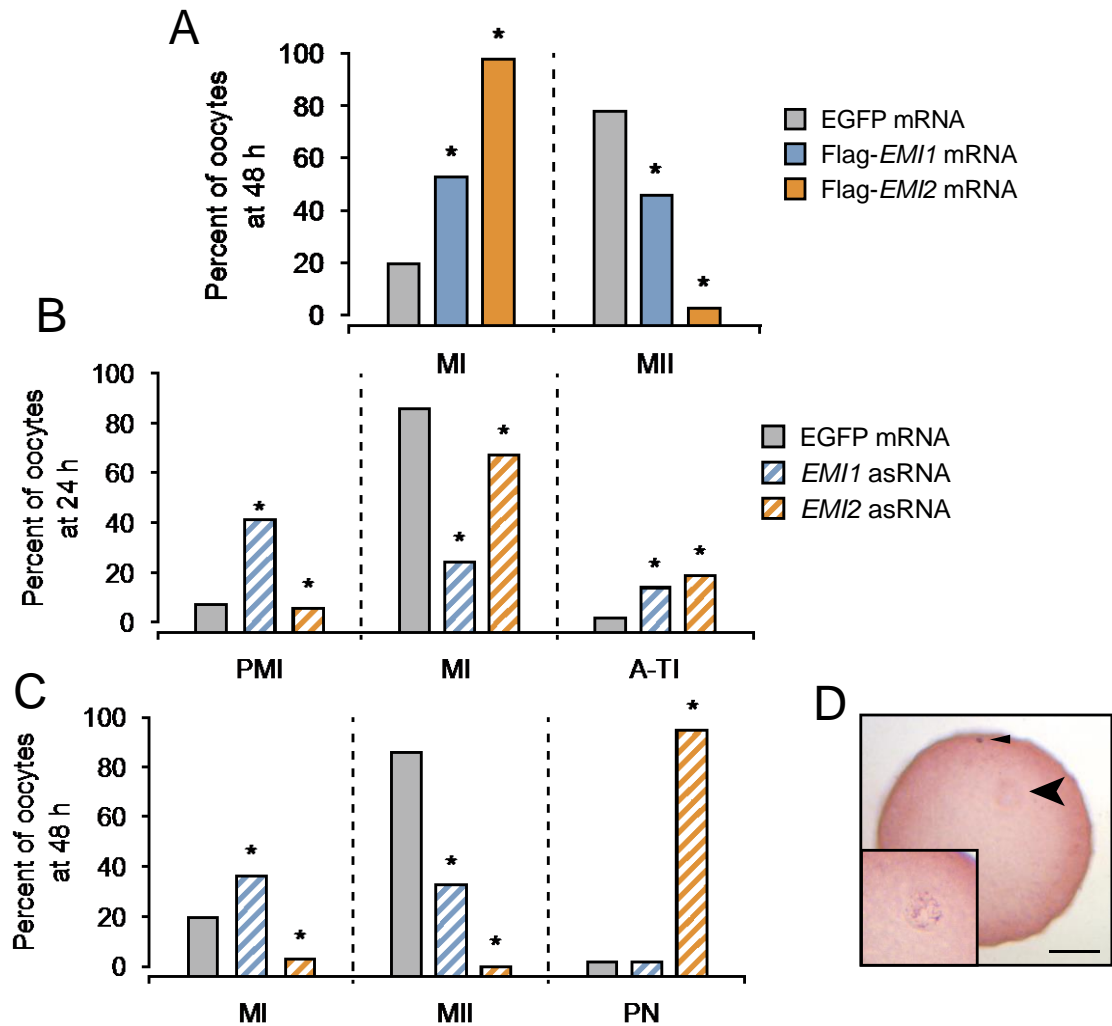 A
Percent of oocytes
at 48 h
100
80
60
40
20
0
*
*
*
*
MI
MII
EGFP mRNA
Flag-EMI1 mRNA
Flag-EMI2 mRNA
B
Percent of oocytes
at 24 h
100
80
60
40
20
0
*
*
*
*
*
*
PMI
MI
A-TI
EGFP mRNA
EMI1 asRNA
EMI2 asRNA
C
Percent of oocytes
at 48 h
100
80
60
40
20
0
*
*
*
*
*
MI
MII
PN
D